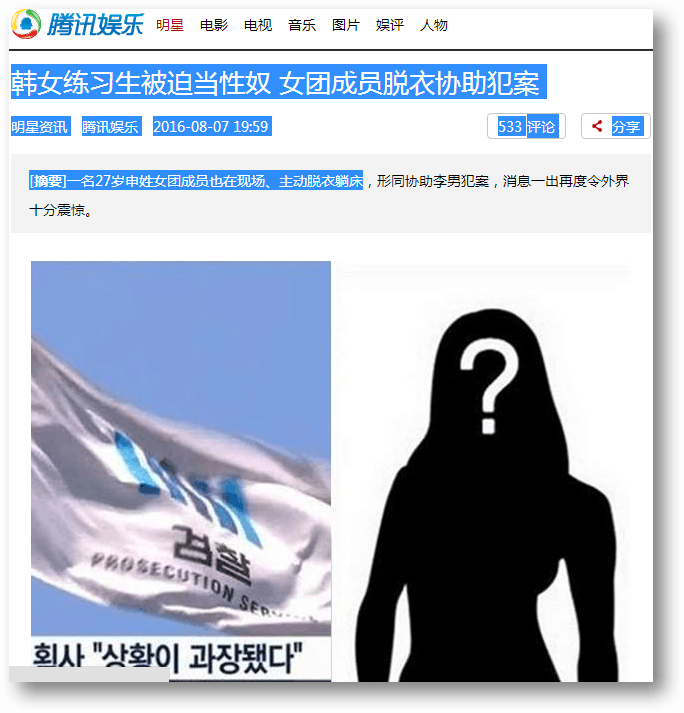 腾讯娱乐 明星 电影 电视 音乐 图片 娱评 人物
韩女练习生被迫当性奴 女团成员脱衣协助犯案
明星资讯 腾讯娱乐 2016-08-07 19:59 533 评论 分享
[摘要]一名27岁申姓女团成员也在现场、主动脱衣躺床，形同协助李男犯案，消息一出再度令外界
十分震惊。
?
검찰
PROSECUTION SERV
회사 "상황이 과장됐다"